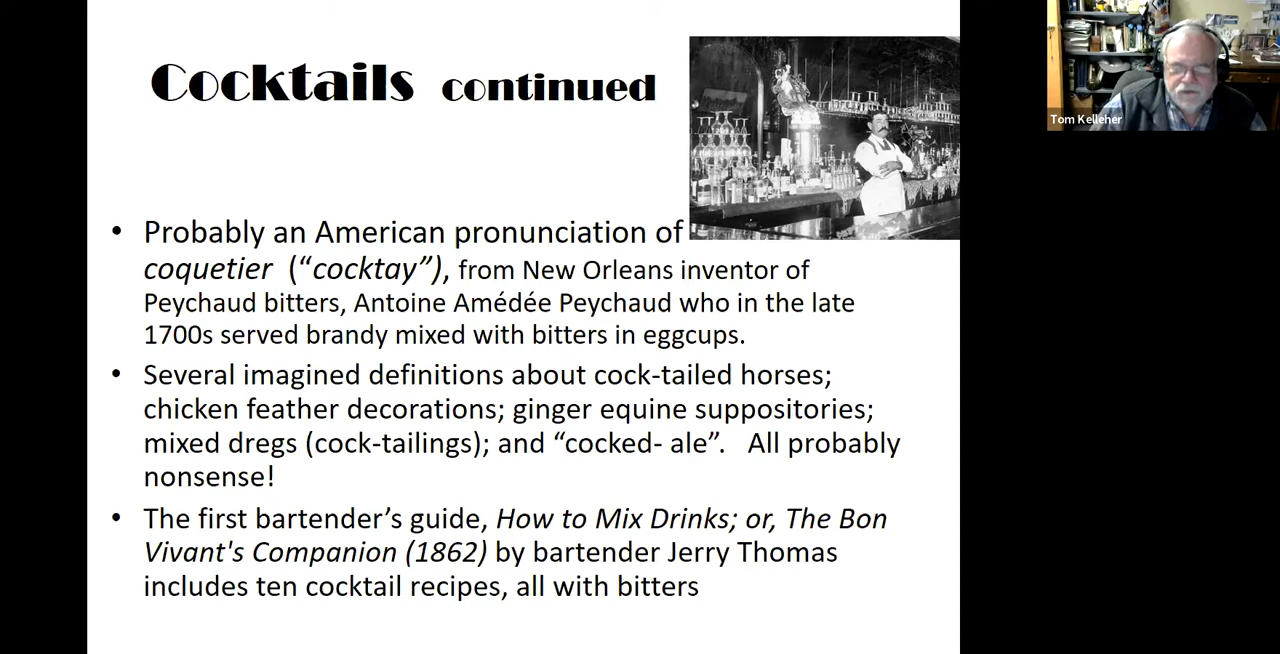 Cocktails continued
Tom Kelleher
• Probably an American pronunciation of
coquetier (“cocktay”), from New Orleans inventor of
Peychaud bitters, Antoine Amédée Peychaud who in the late
1700s served brandy mixed with bitters in eggcups.
• Several imagined definitions about cock-tailed horses;
chicken feather decorations; ginger equine suppositories;
mixed dregs (cock-tailings); and “cocked- ale”. All probably
nonsense!
• The first bartender’s guide, How to Mix Drinks; or, The Bon
Vivant's Companion (1862) by bartender Jerry Thomas
includes ten cocktail recipes, all with bitters